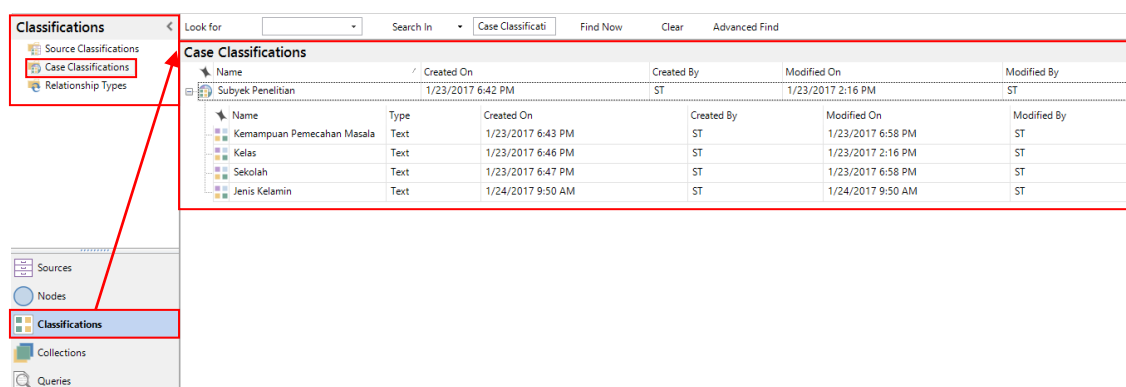 Classifications
Source Classifications
Case Classifications
Relationship Types
Look for Search In Case Classificati Find Now Clear Advanced Find
Case Classifications
Name Created On Created By Modified On Modified By
Subyek Penelitian 1/23/2017 6:42 PM ST 1/23/2017 2:16 PM ST
Name Type Created On Created By Modified On Modified By
Kemampuan Pemecahan Masala Text 1/23/2017 6:43 PM ST 1/23/2017 6:58 PM ST
Kelas Text 1/23/2017 6:46 PM ST 1/23/2017 2:16 PM ST
Sekolah Text 1/23/2017 6:47 PM ST 1/23/2017 6:58 PM ST
Jenis Kelamin Text 1/24/2017 9:50 AM ST 1/24/2017 9:50 AM ST
Sources
Nodes
Classifications
Collections
Queries